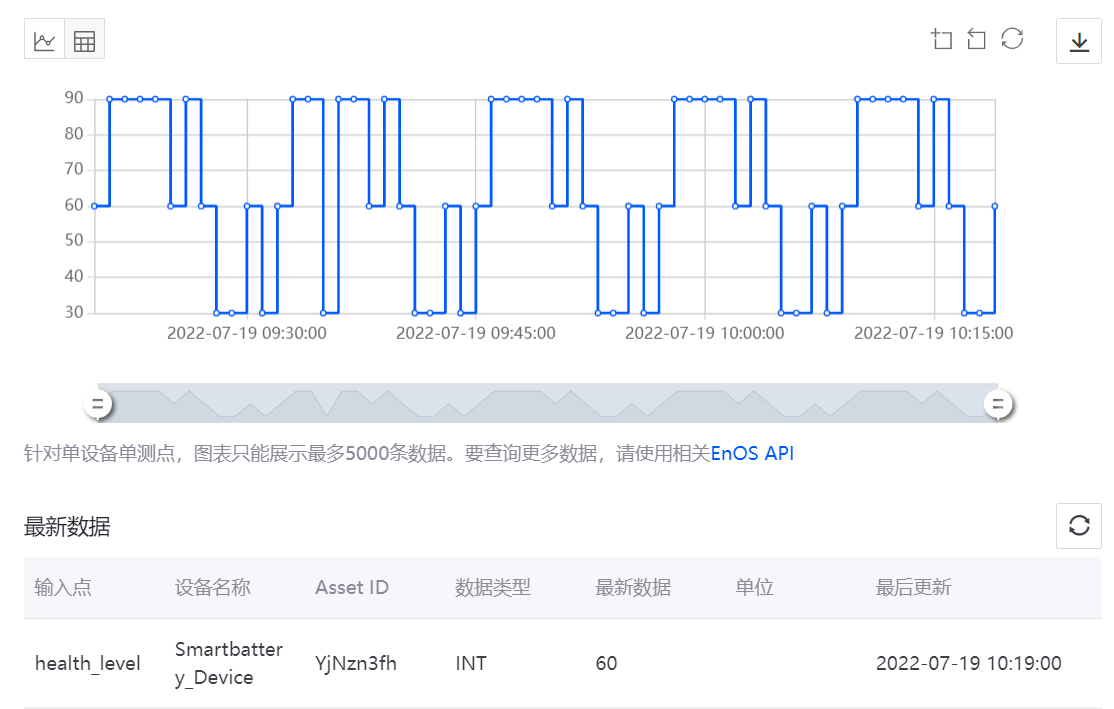 90
80
70
60
50
40
30
2022-07-19 09:30:00 2022-07-19 09:45:00 2022-07-19 10:00:00 2022-07-19 10:15:00
针对单设备单测点，图表只能展示最多5000条数据。要查询更多数据，请使用相关EnOS API
最新数据
输入点 设备名称 Asset ID 数据类型 最新数据 单位 最后更新
health_level Smartbatter
y_Device YjNzn3fh INT 60 2022-07-19 10:19:00